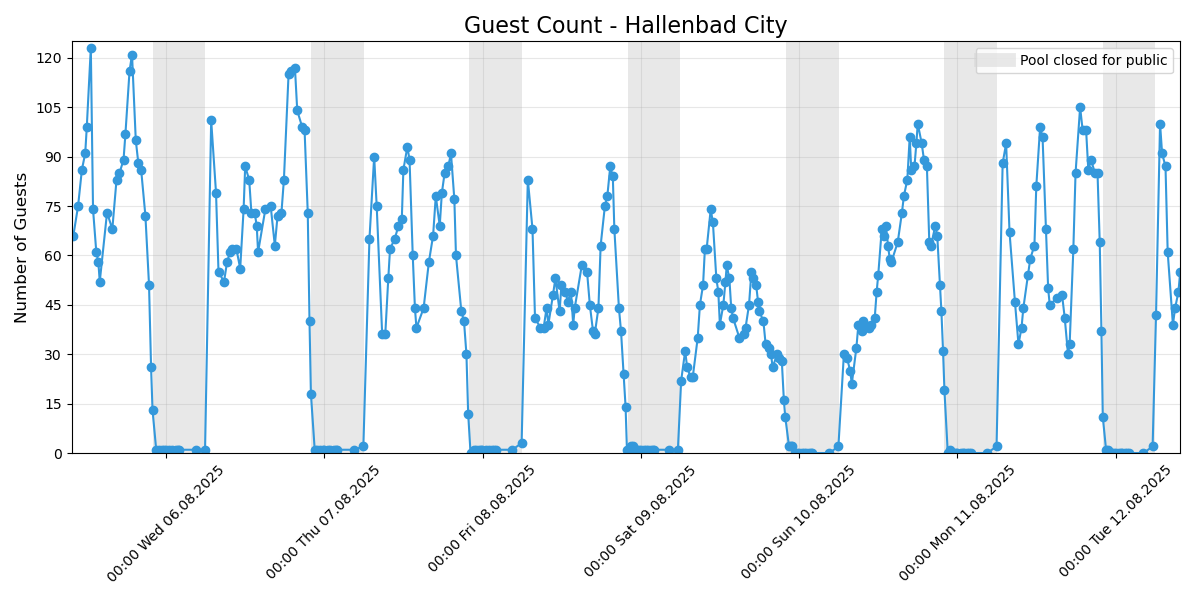 Guest Count - Hallenbad City
Pool closed for public
Number of Guests
120
105
90
75
60
45
30
15
0
00:00 Wed 06.08.2025
00:00 Thu 07.08.2025
00:00 Fri 08.08.2025
00:00 Sat 09.08.2025
00:00 Sun 10.08.2025
00:00 Mon 11.08.2025
00:00 Tue 12.08.2025